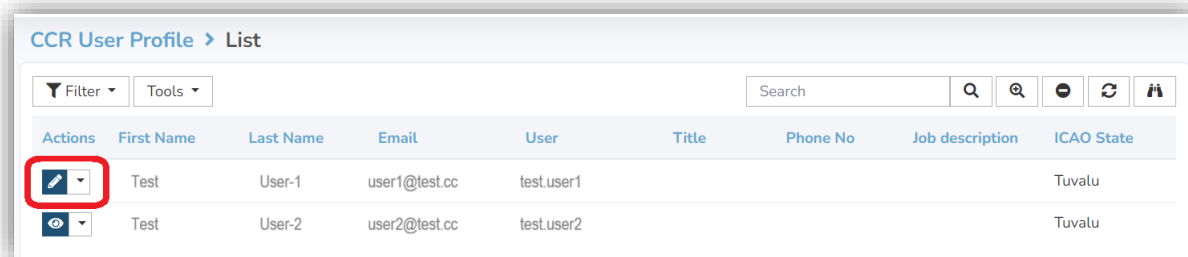 CCR User Profile > List
Filter Tools Search
Actions First Name Last Name Email User Title Phone No Job description ICAO State
Test User-1 user1@test.cc test.user1 Tuvalu
Test User-2 user2@test.cc test.user2 Tuvalu